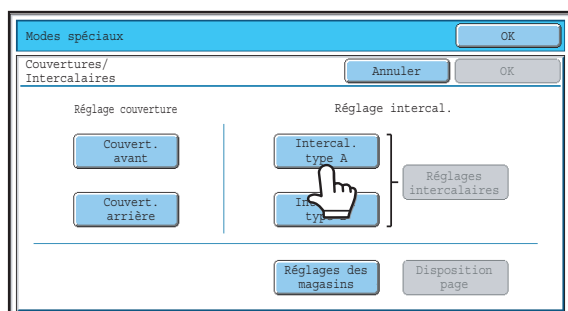 Modes spéciaux
OK
Couvertures/
Intercalaires
Annuler
OK
Réglage couverture
Réglage intercal.
Couvert.
avant
Intercal.
type A
Réglages
intercalaires
Couvert.
arrière
Réglages des
magasins
Disposition
page